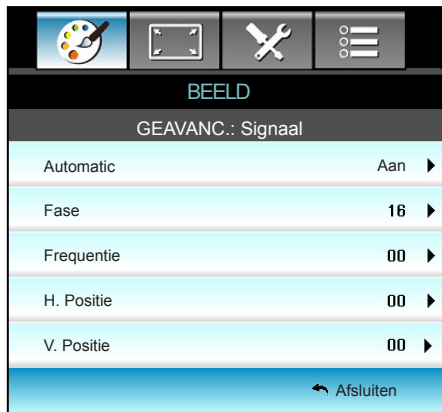 BEELD
GEAVANC.: Signaal
Automatic Aan
Fase 16
Frequentie 00
H. Positie 00
V. Positie 00
Afsluiten